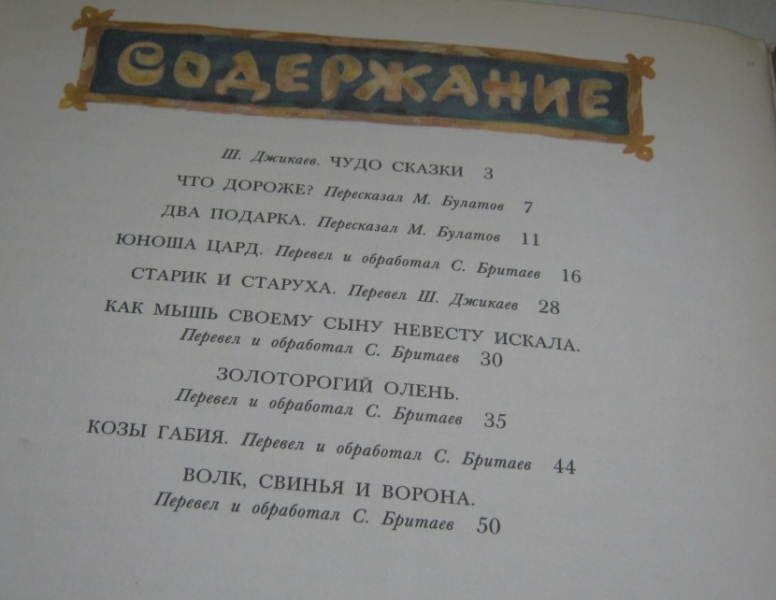 СОДЕРЖАНИЕ
Ш. Джикаев. ЧУДО СКАЗКИ 3
ЧТО ДОРОЖЕ? Пересказал М. Булатов 7
ДВА ПОДАРКА. Пересказал М. Булатов 11
ЮНОША ЦАРД. Перевел и обработал С. Бритаев 16
СТАРИК И СТАРУХА. Перевел Ш. Джикаев 28
КАК МЫШЬ СВОЕМУ СЫНУ НЕВЕСТУ ИСКАЛА.
Перевел и обработал С. Бритаев 30
ЗОЛОТОРОГИЙ ОЛЕНЬ.
Перевел и обработал С. Бритаев 35
КОЗЫ ГАБИЯ. Перевел и обработал С. Бритаев 44
ВОЛК, СВИНЬЯ И ВОРОНА.
Перевел и обработал С. Бритаев 50